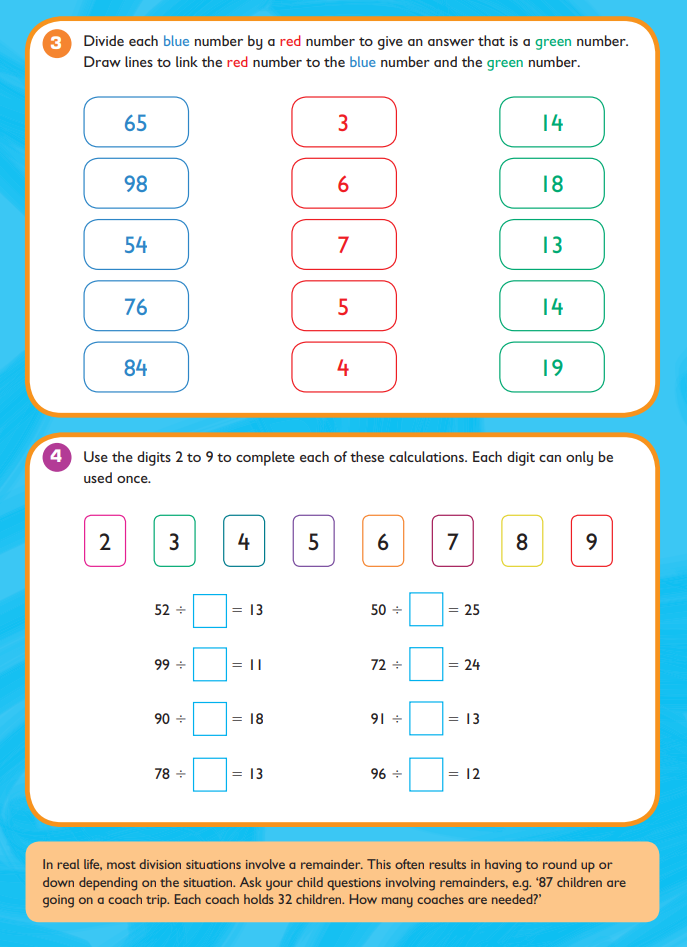 3 Divide each blue number by a red number to give an answer that is a green number.
Draw lines to link the red number to the blue number and the green number.
65 3 14
98 6 18
54 7 13
76 5 14
84 4 19
4 Use the digits 2 to 9 to complete each of these calculations. Each digit can only be
used once.
2 3 4 5 6 7 8 9
52 ÷ = 13 50 ÷ = 25
99 ÷ = 11 72 ÷ = 24
90 ÷ = 18 91 ÷ = 13
78 ÷ = 13 96 ÷ = 12
In real life, most division situations involve a remainder. This often results in having to round up or
down depending on the situation. Ask your child questions involving remainders, e.g. ‘87 children are
going on a coach trip. Each coach holds 32 children. How many coaches are needed?’